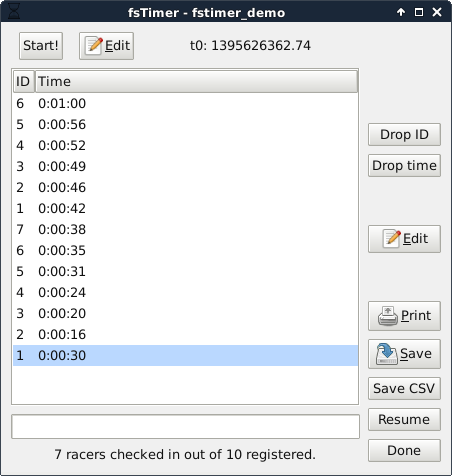 fsTimer - fstimer_demo
Start! Edit t0: 1395626362.74
ID Time
6 0:01:00
5 0:00:56
4 0:00:52
3 0:00:49
2 0:00:46
1 0:00:42
7 0:00:38
6 0:00:35
5 0:00:31
4 0:00:24
3 0:00:20
2 0:00:16
1 0:00:30
Drop ID
Drop time
Edit
Print
Save
Save CSV
Resume
Done
7 racers checked in out of 10 registered.